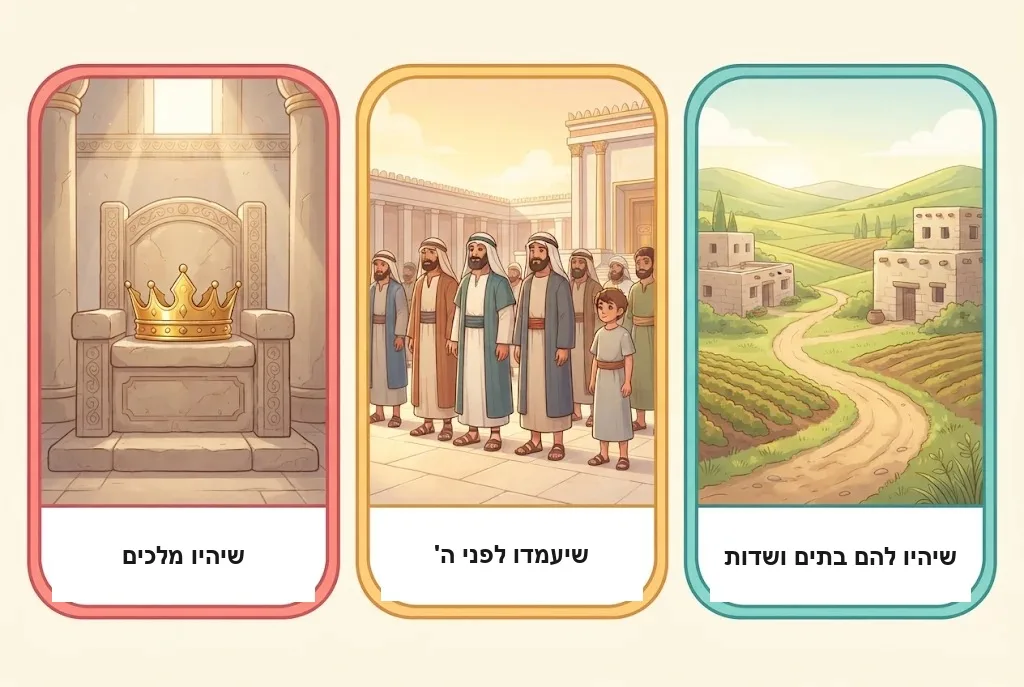 שיהיו להם בתים ושדות
שיעמדו לפני ה'
שיהיו מלכים